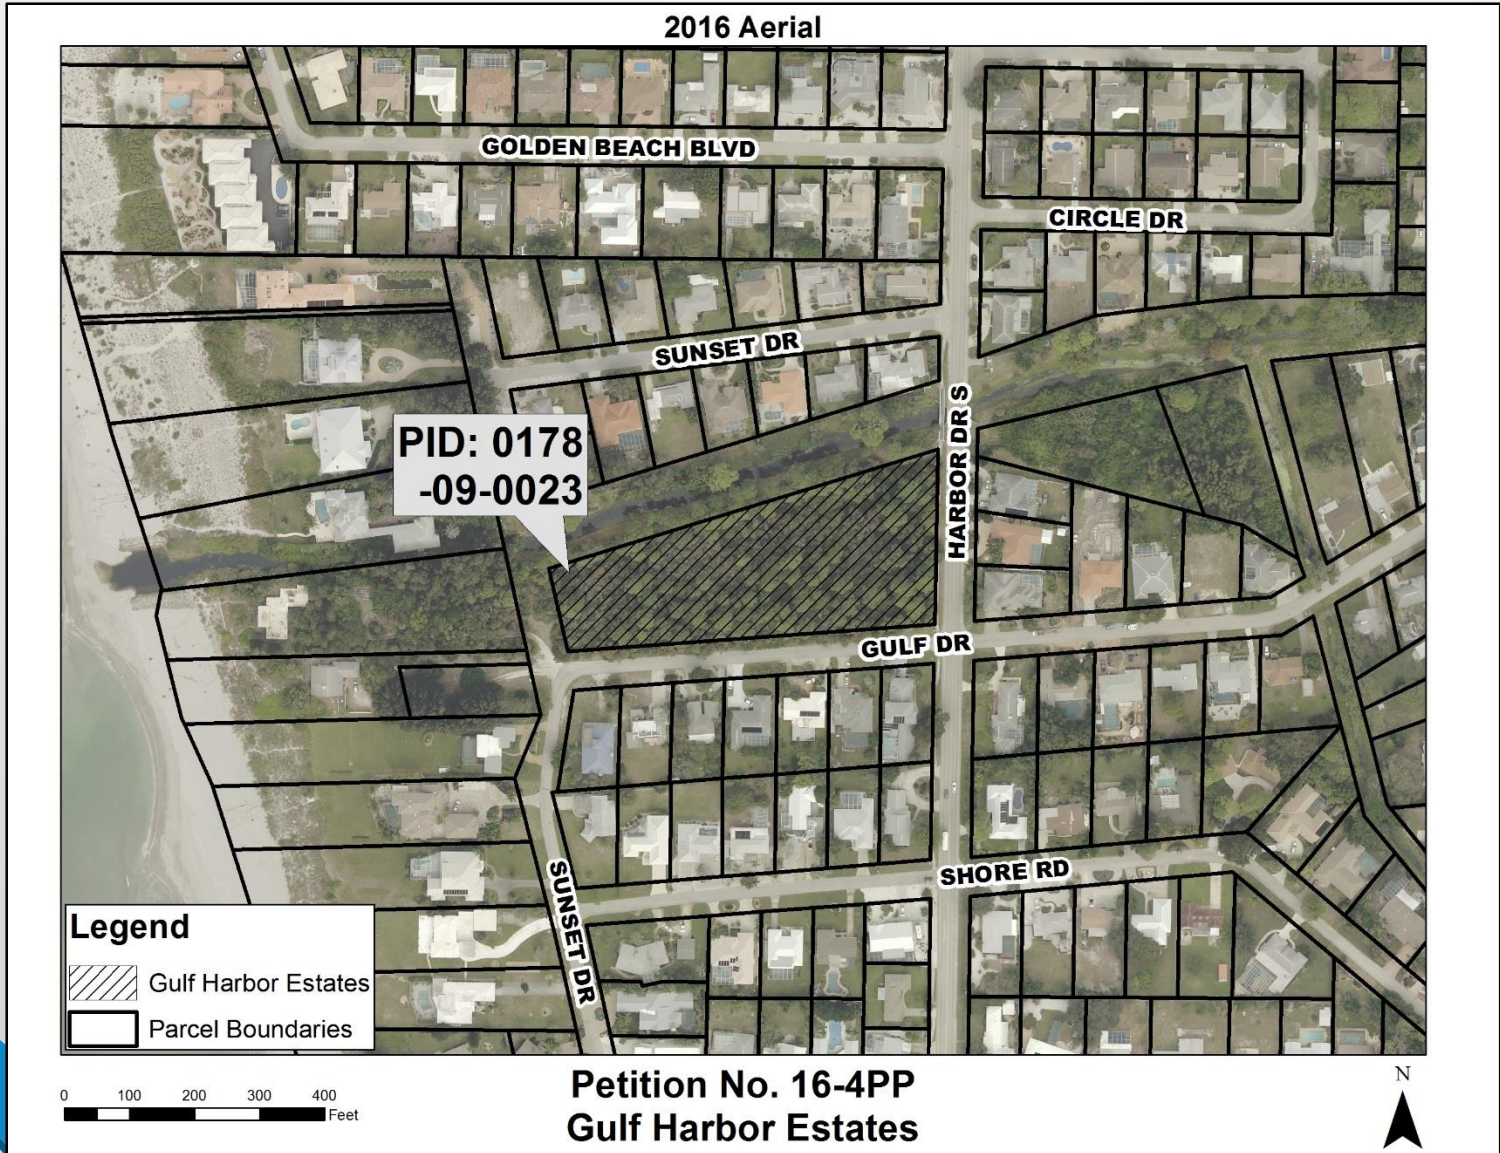 2016 Aerial
GOLDEN BEACH BLVD
CIRCLE DR
SUNSET DR
HARBOR DR S
PID: 0178
-09-0023
GULF DR
SHORE RD
SUNSET DR
Legend
Gulf Harbor Estates
Parcel Boundaries
0 100 200 300 400
Feet
Petition No. 16-4PP
Gulf Harbor Estates
N